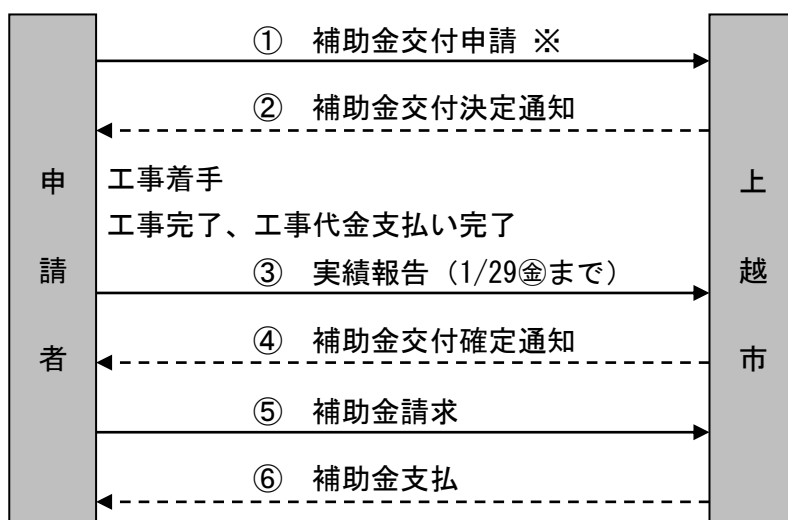 ① 補助金交付申請 ※
② 補助金交付決定通知
申請者
工事着手
工事完了、工事代金支払い完了
③ 実績報告（1/29㊎まで）
④ 補助金交付確定通知
⑤ 補助金請求
⑥ 補助金支払
上越市